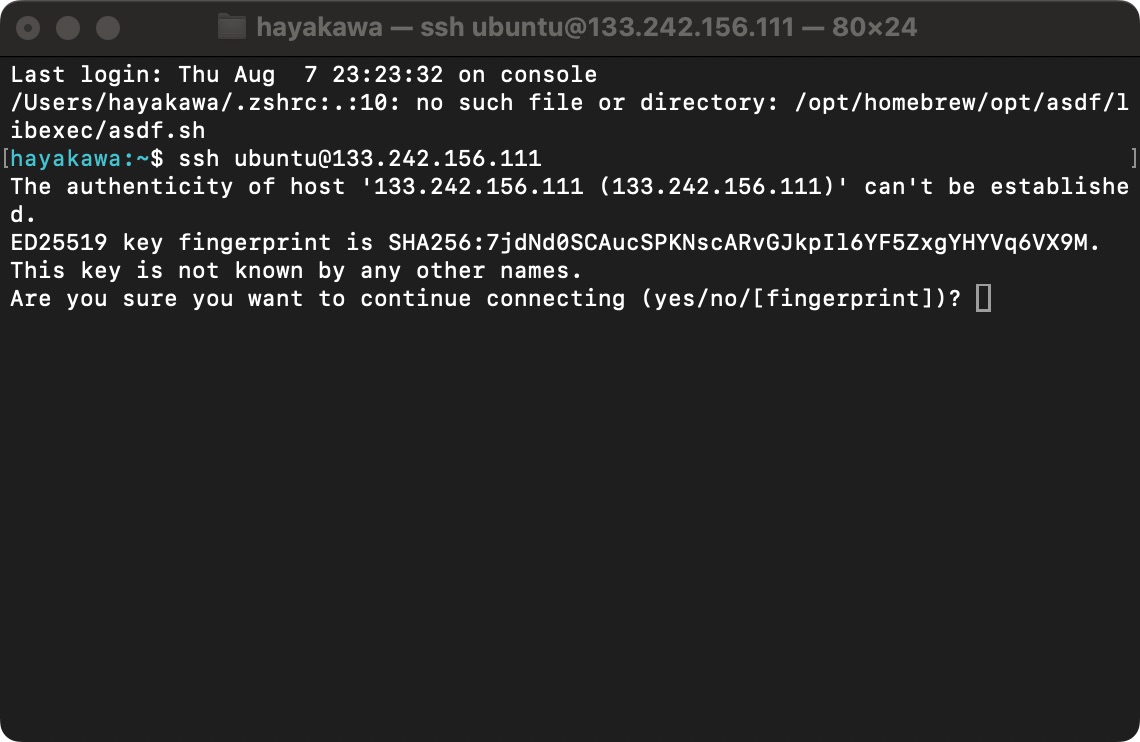 hayakawa — ssh ubuntu@133.242.156.111 — 80×24
Last login: Thu Aug  7 23:23:32 on console
/Users/hayakawa/.zshrc:.:10: no such file or directory: /opt/homebrew/opt/asdf/l
ibexec/asdf.sh
[hayakawa:~$ ssh ubuntu@133.242.156.111 ]
The authenticity of host '133.242.156.111 (133.242.156.111)' can't be establishe
d.
ED25519 key fingerprint is SHA256:7jdNd0SCAucSPKNscARvGJkpIl6YF5ZxgYHYVq6VX9M.
This key is not known by any other names.
Are you sure you want to continue connecting (yes/no/[fingerprint])?